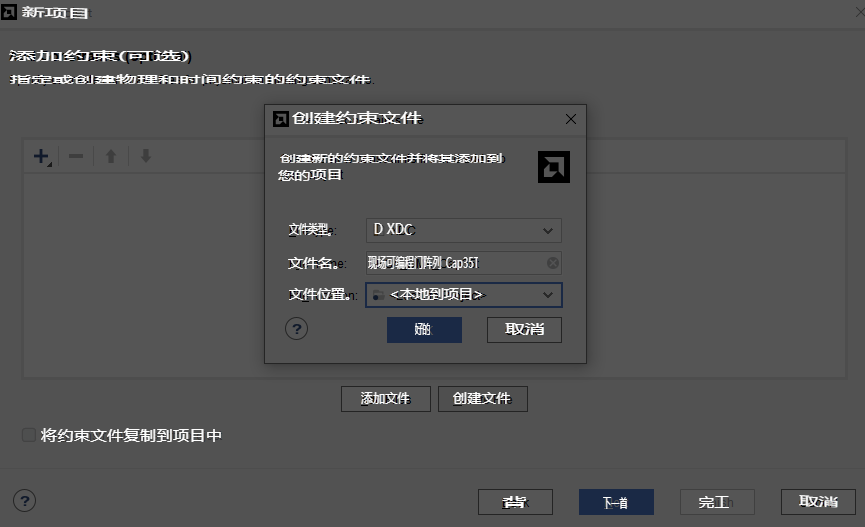 新项目
添加约束(可选)
指定或创建物理和时间约束的约束文件
创建约束文件
创建新的约束文件并将其添加到
您的项目
文件类型。
D XDC
文件名。
现场可编程门阵列 Cap35T
文件位置。
<本地到项目>
?
取消
添加文件
创建文件
将约束文件复制到项目中
?
背
下一首
完工
取消